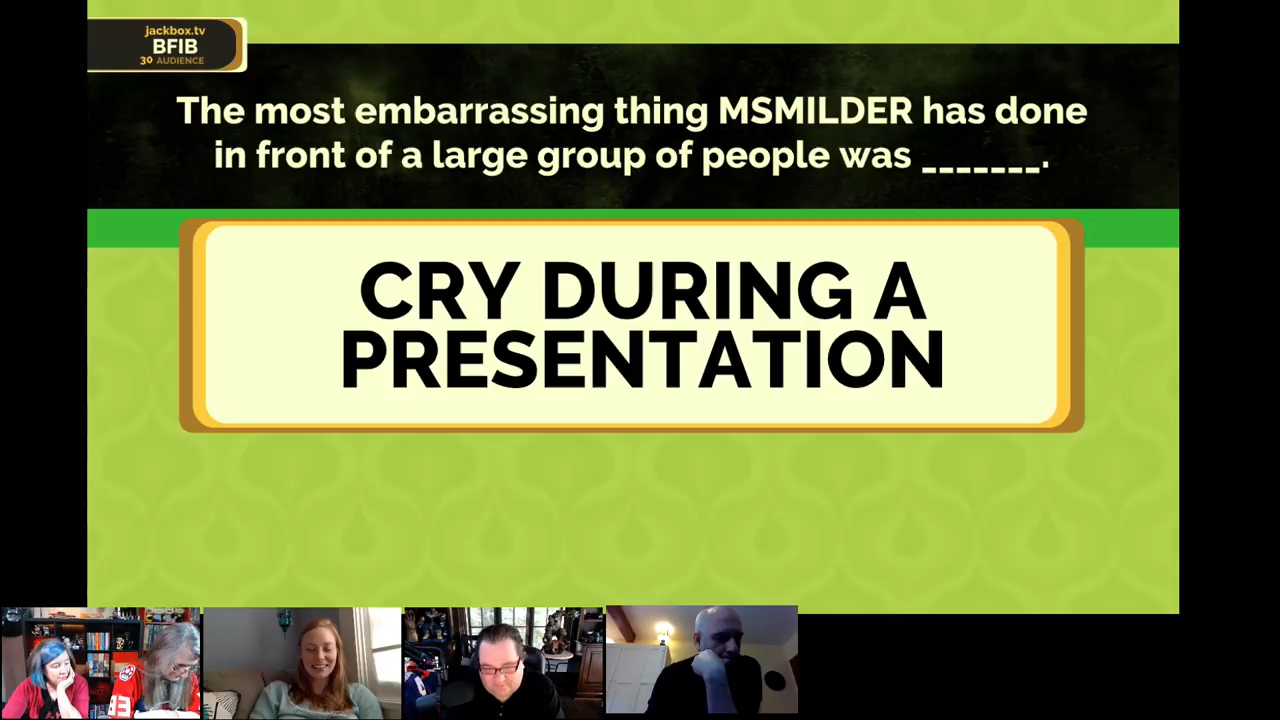 jackbox.tv
BFIB
30 AUDIENCE
The most embarrassing thing MSMILDER has done
in front of a large group of people was _______.
CRY DURING A
PRESENTATION